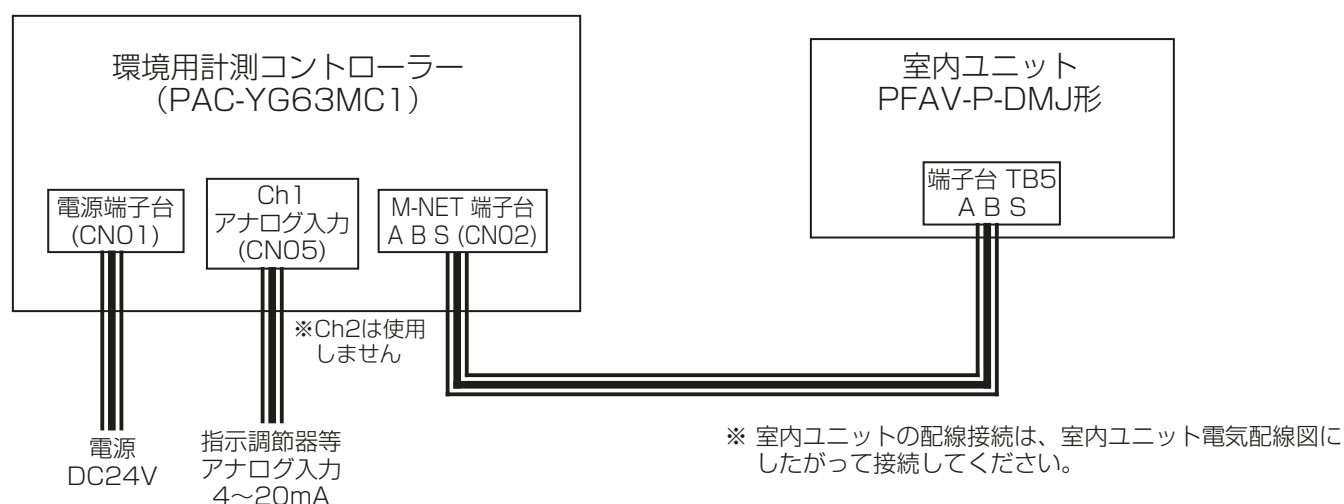 環境用計測コントローラー
（PAC-YG63MC1）
電源端子台
(CN01)
Ch1
アナログ入力
(CN05)
M-NET 端子台
A B S (CN02)
※Ch2は使用
しません
電源
DC24V
指示調節器等
アナログ入力
4～20mA
室内ユニット
PFAV-P-DMJ形
端子台 TB5
A B S
※ 室内ユニットの配線接続は、室内ユニット電気配線図に
したがって接続してください。